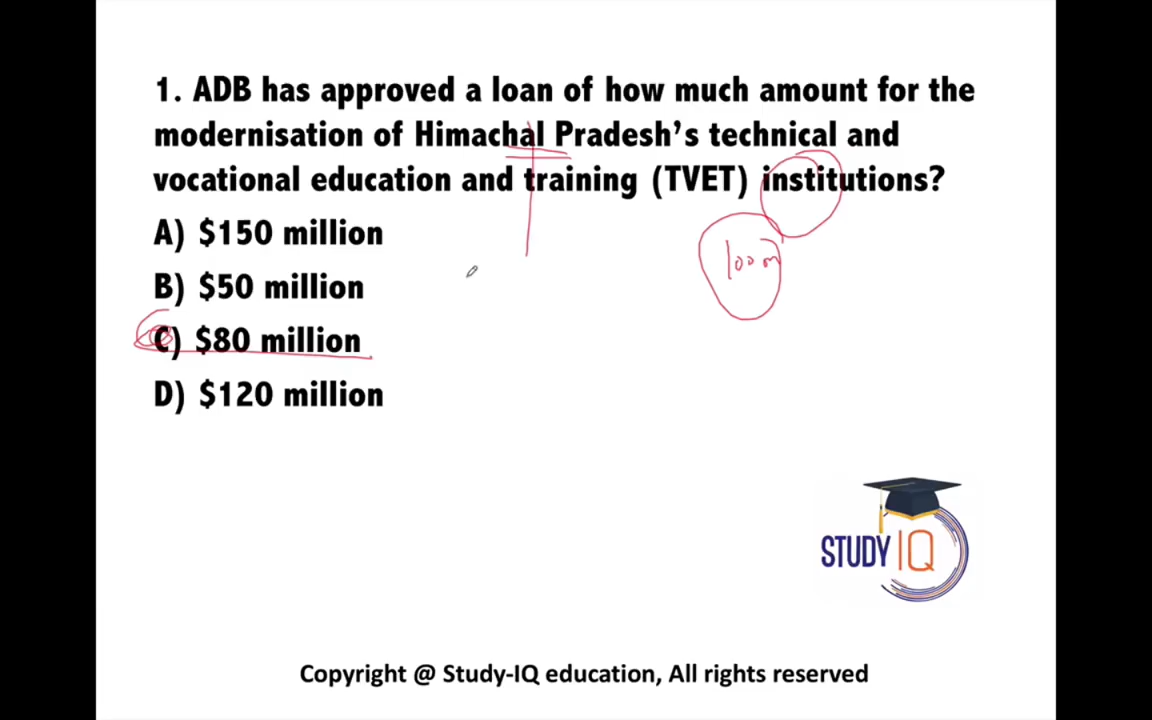 1. ADB has approved a loan of how much amount for the
modernisation of Himachal Pradesh's technical and
vocational education and training (TVET) institutions?
A) $150 million
B) $50 million
100 m
C) $80 million
D) $120 million
STUDY IQ
Copyright @ Study-IQ education, All rights reserved